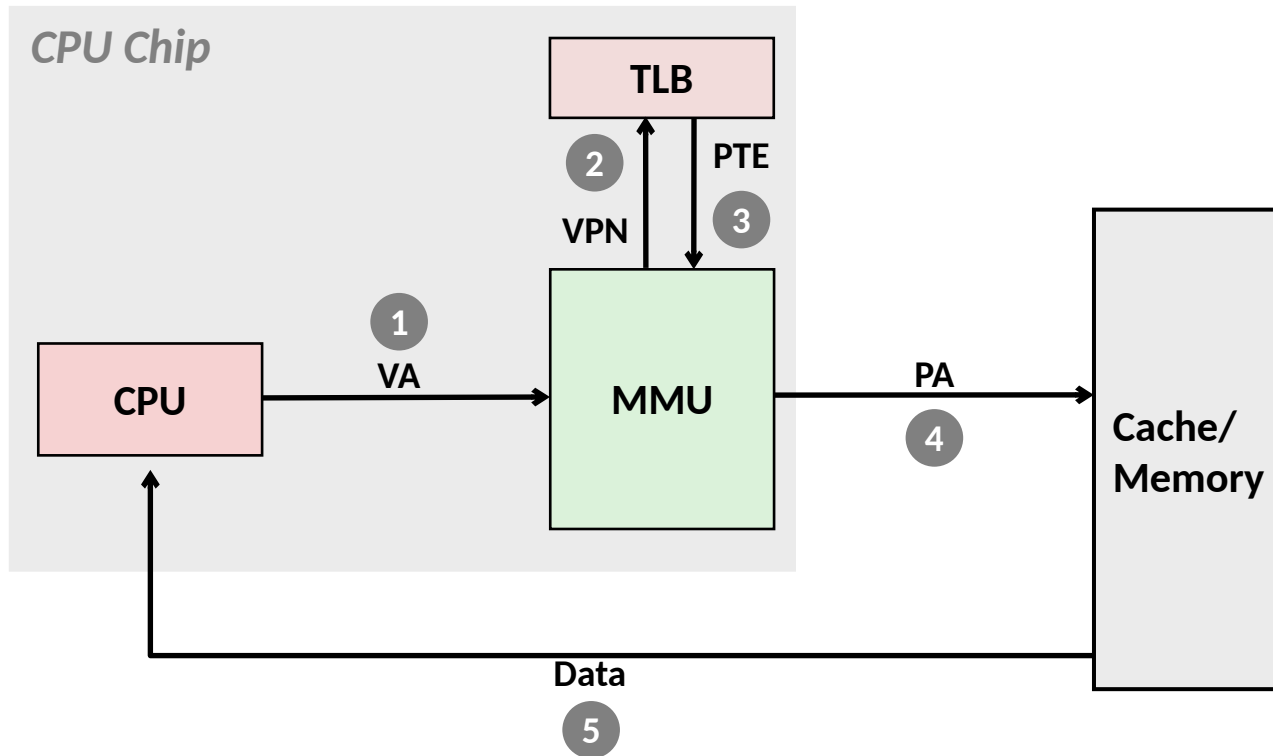 CPU Chip
TLB
2
PTE
VPN
3
1
VA
CPU
MMU
PA
4
Cache/
Memory
Data
5